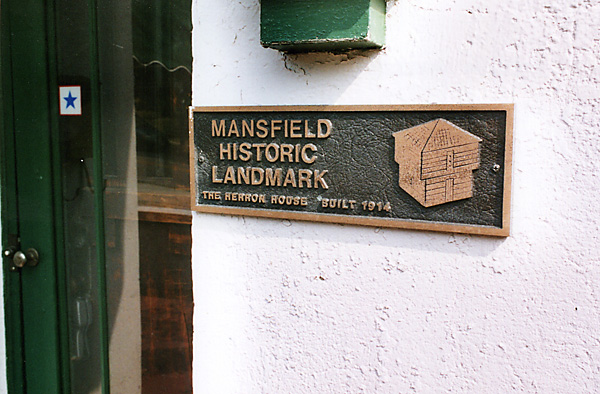 MANSFIELD
HISTORIC
LANDMARK
THE HERRON HOUSE BUILT 1914